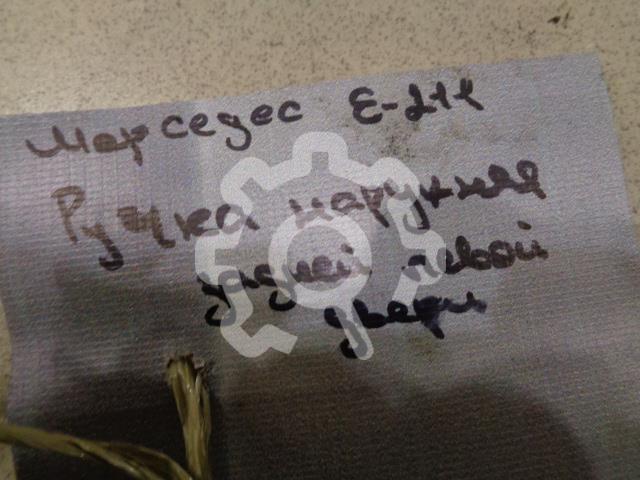 Мерседес Е-211
Ручка наружная
задней левой
двери